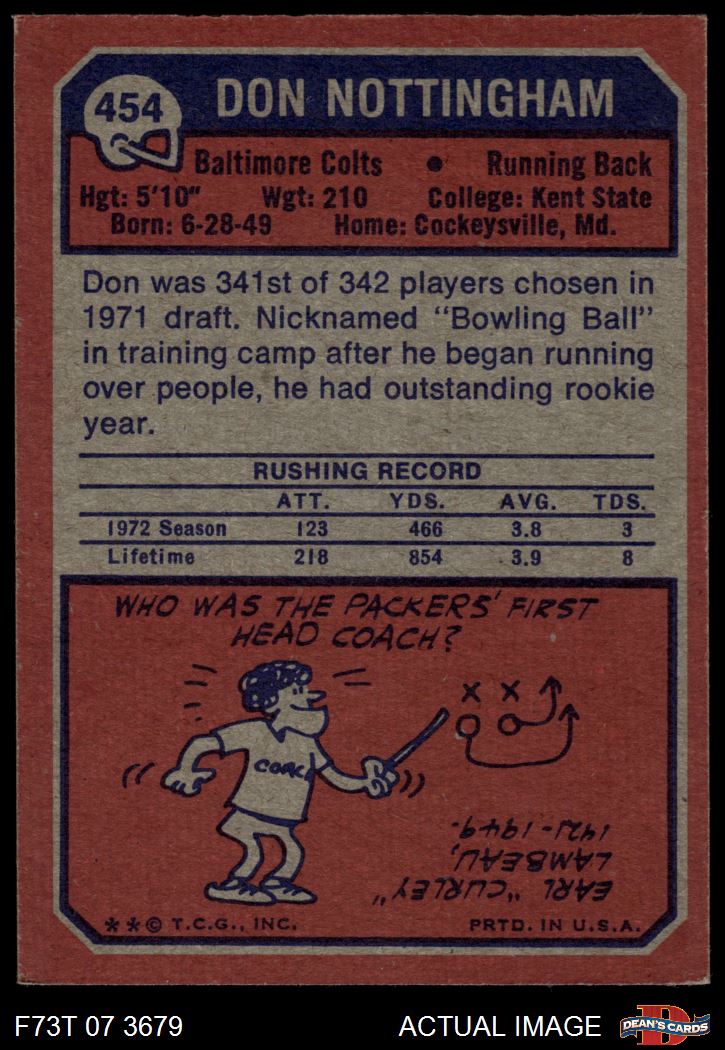 454
DON NOTTINGHAM
Baltimore Colts • Running Back
Hgt: 5'10" Wgt: 210 College: Kent State
Born: 6-28-49 Home: Cockeysville, Md.
Don was 341st of 342 players chosen in
1971 draft. Nicknamed "Bowling Ball"
in training camp after he began running
over people, he had outstanding rookie
year.
RUSHING RECORD
ATT. YDS. AVG. TDS.
1972 Season 123 466 3.8 3
Lifetime 218 854 3.9 8
WHO WAS THE PACKERS' FIRST
HEAD COACH?
X X
COACH
EARL "CURLEY"
LAMBEAU,
1921-1949.
* * © T.C.G., INC. PRTD. IN U.S.A.
F73T 07 3679 ACTUAL IMAGE
D
DEAN'S CARDS